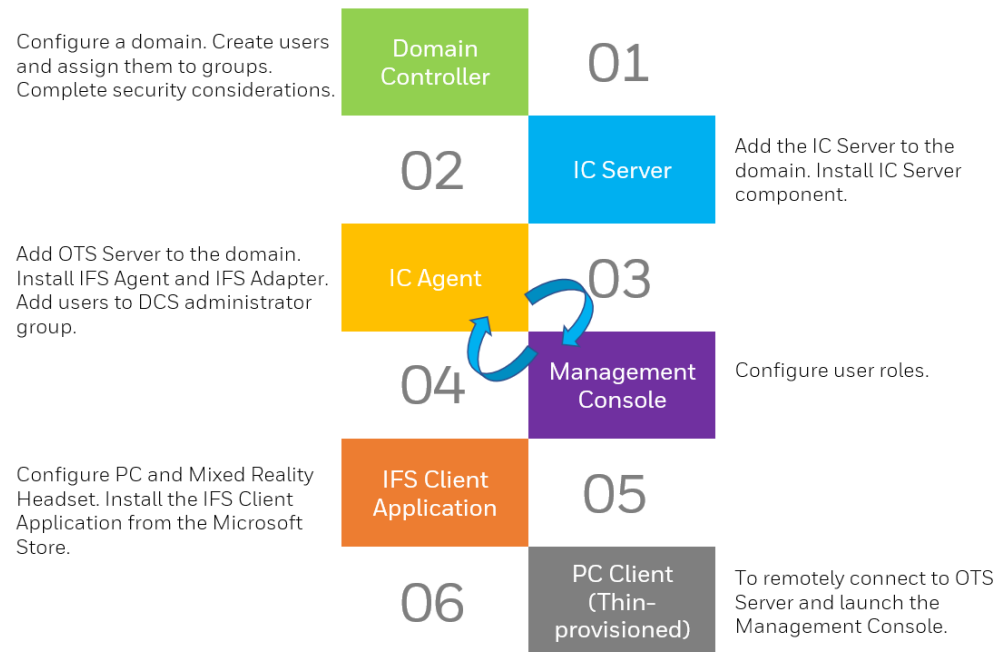 Configure a domain. Create users
and assign them to groups.
Complete security considerations.
Domain
Controller
01
02
IC Server
Add the IC Server to the
domain. Install IC Server
component.
Add OTS Server to the domain.
Install IFS Agent and IFS Adapter.
Add users to DCS administrator
group.
IC Agent
03
04
Management
Console
Configure user roles.
Configure PC and Mixed Reality
Headset. Install the IFS Client
Application from the Microsoft
Store.
IFS Client
Application
05
06
PC Client
(Thin-
provisioned)
To remotely connect to OTS
Server and launch the
Management Console.